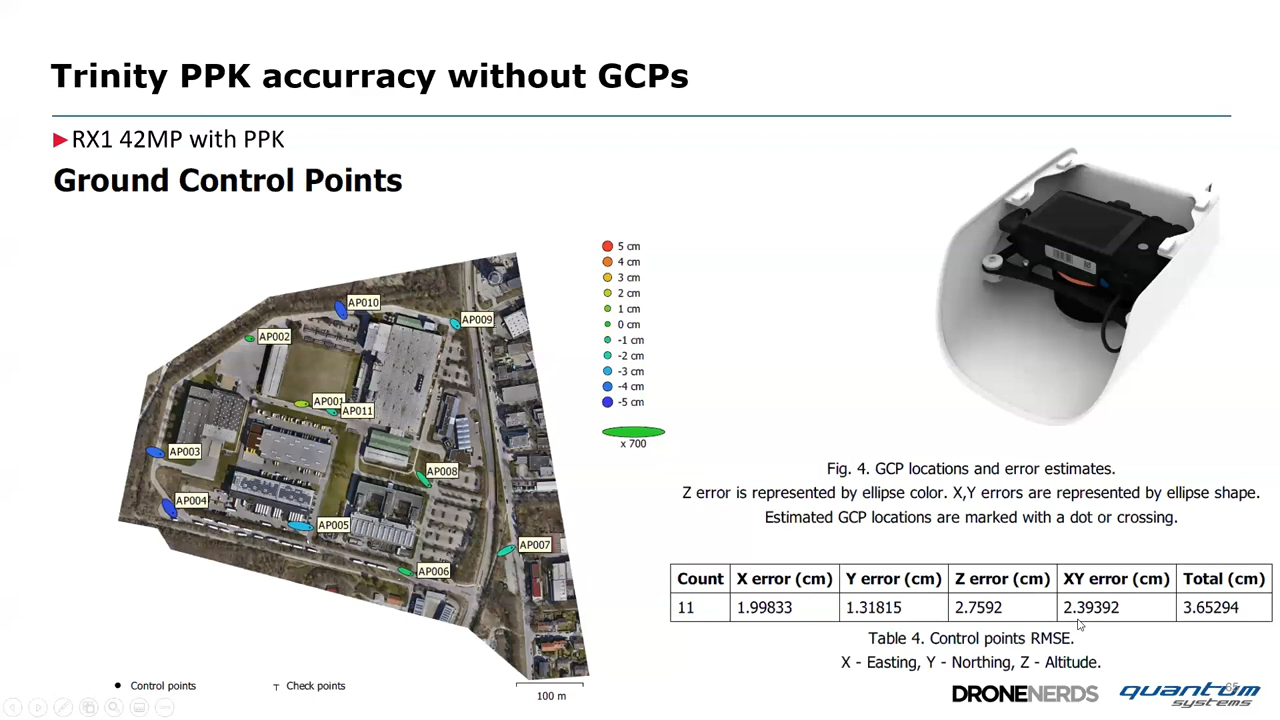 Trinity PPK accurracy without GCPs
►RX1 42MP with PPK
Ground Control Points
AP010
AP009
AP002
AP001
AP011
AP003
AP008
AP004
AP005
AP007
AP006
5 cm
4 cm
3 cm
2 cm
1 cm
0 cm
-1 cm
-2 cm
-3 cm
-4 cm
-5 cm
x 700
● Control points
┬ Check points
100 m
Fig. 4. GCP locations and error estimates.
Z error is represented by ellipse color. X,Y errors are represented by ellipse shape.
Estimated GCP locations are marked with a dot or crossing.
Count X error (cm) Y error (cm) Z error (cm) XY error (cm) Total (cm)
11 1.99833 1.31815 2.7592 2.39392 3.65294
Table 4. Control points RMSE.
X - Easting, Y - Northing, Z - Altitude.
DRONENERDS
quantum
systems
65